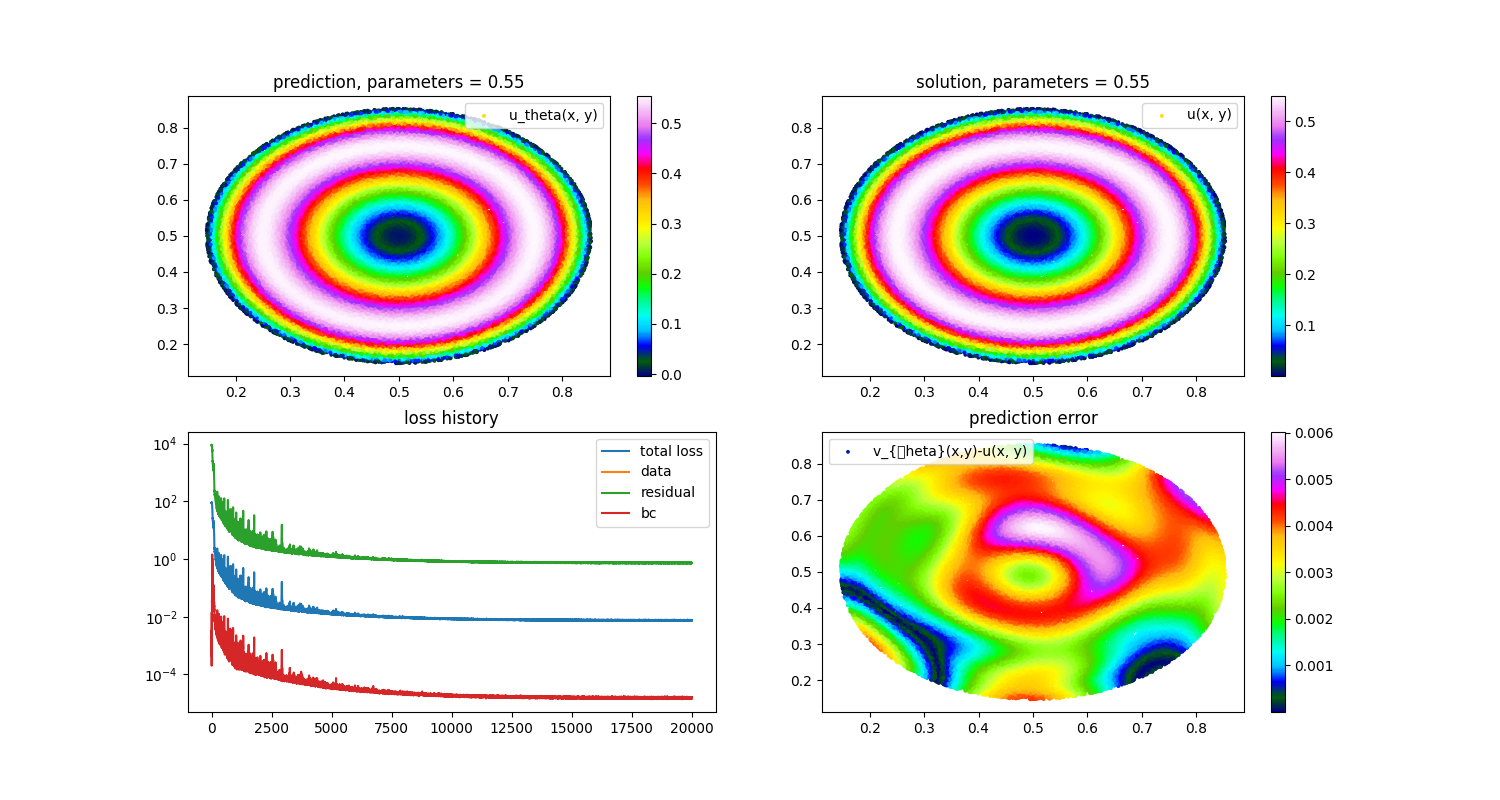 prediction, parameters = 0.55
u_theta(x, y)
0.8
0.7
0.6
0.5
0.4
0.3
0.2
0.2 0.3 0.4 0.5 0.6 0.7 0.8
0.5
0.4
0.3
0.2
0.1
0.0
solution, parameters = 0.55
u(x, y)
0.8
0.7
0.6
0.5
0.4
0.3
0.2
0.2 0.3 0.4 0.5 0.6 0.7 0.8
0.5
0.4
0.3
0.2
0.1
loss history
total loss
data
residual
bc
10^4
10^2
10^0
10^−2
10^−4
0 2500 5000 7500 10000 12500 15000 17500 20000
prediction error
v_{▯heta}(x,y)-u(x, y)
0.8
0.7
0.6
0.5
0.4
0.3
0.2
0.2 0.3 0.4 0.5 0.6 0.7 0.8
0.006
0.005
0.004
0.003
0.002
0.001